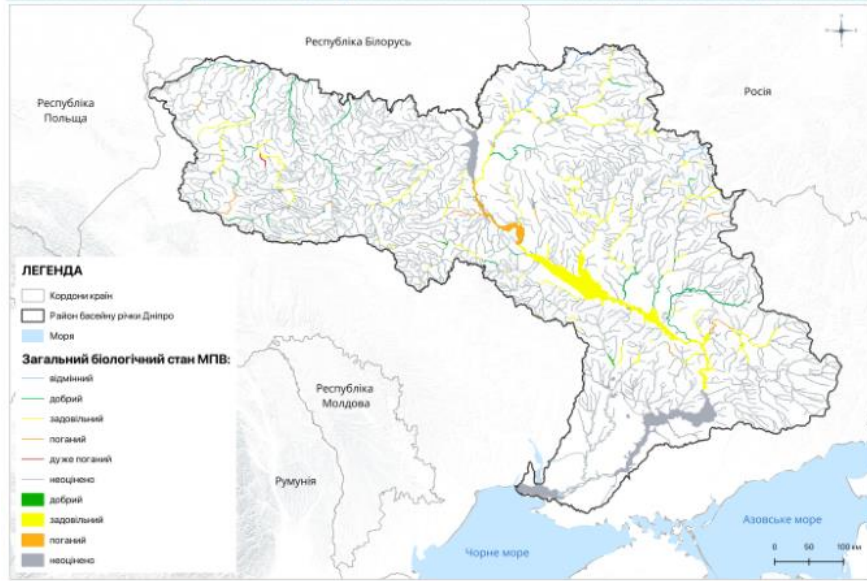 Республіка Білорусь
Республіка
Польща
Росія
ЛЕГЕНДА
Кордони країн
Район басейну річки Дніпро
Моря
Загальний біологічний стан МПВ:
відмінний
добрий
задовільний
поганий
дуже поганий
неоцінено
добрий
задовільний
поганий
неоцінено
Республіка
Молдова
Румунія
Чорне море
Азовське море
0 50 100 км